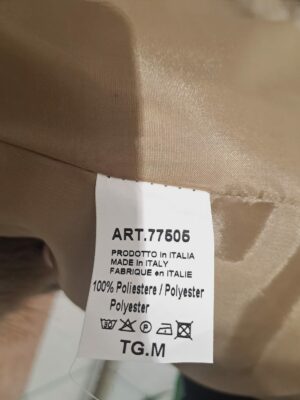 ART.77505
PRODOTTO in ITALIA
MADE in ITALY
FABRIQUE en ITALIE
100% Poliestere / Polyester
Polyester
TG.M